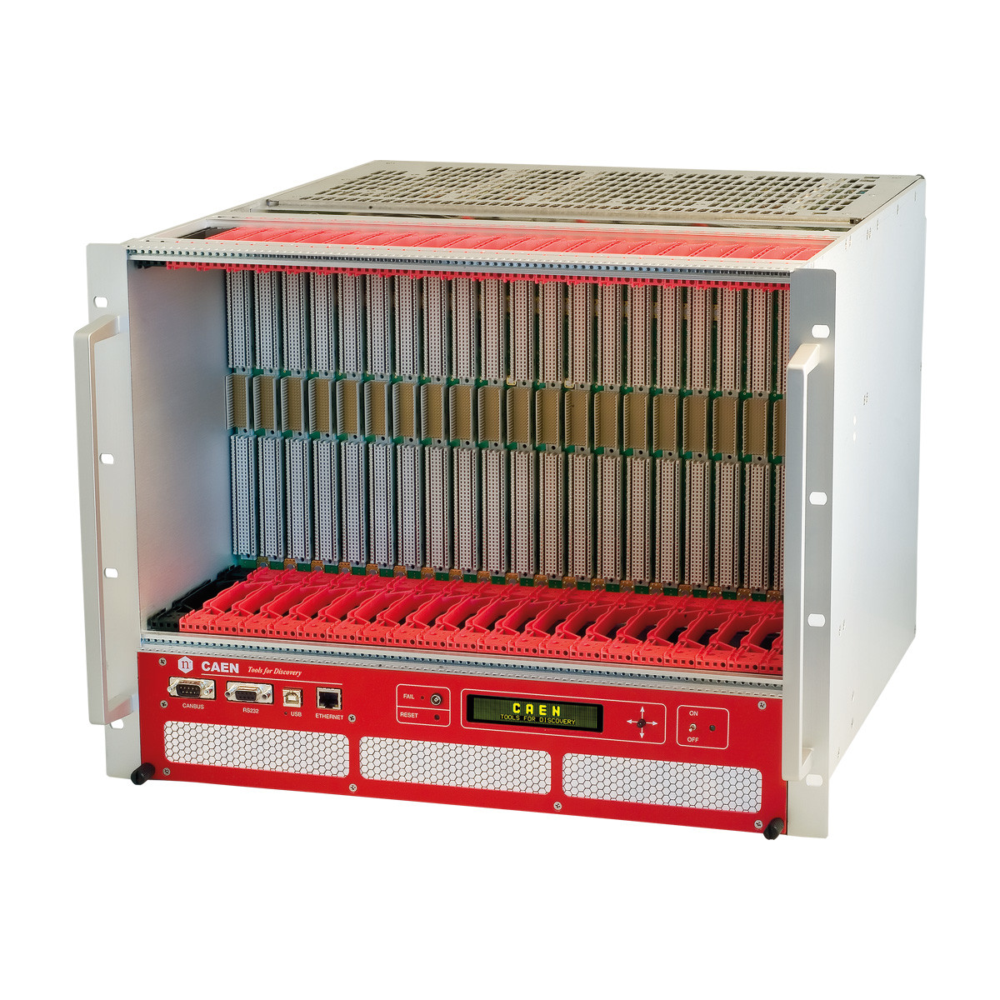 n CAEN Tools for Discovery
CANBUS
RS232
USB
ETHERNET
FAIL
RESET
CAEN
TOOLS FOR DISCOVERY
ON
OFF